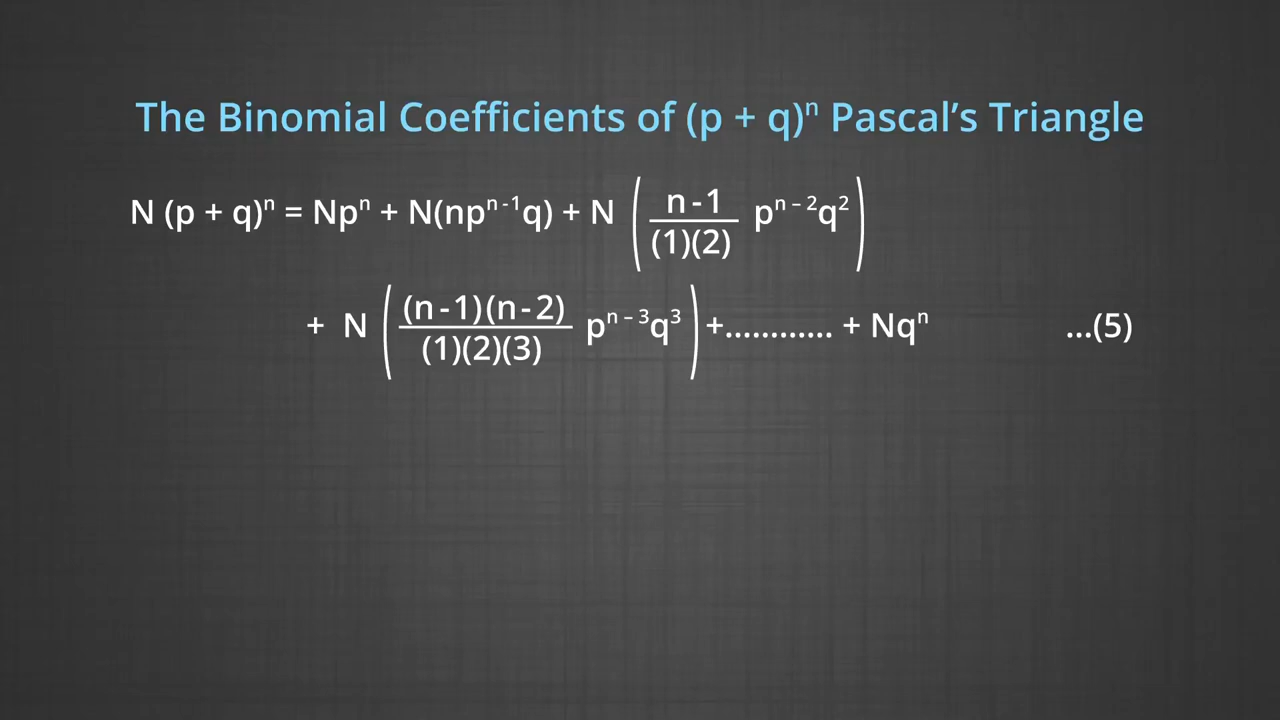 The Binomial Coefficients of (p + q)ⁿ Pascal’s Triangle
N (p + q)ⁿ = Npⁿ + N(npⁿ⁻¹q) + N ( n - 1 / (1)(2) pⁿ⁻²q² )
+ N ( (n - 1)(n - 2) / (1)(2)(3) pⁿ⁻³q³ ) +............ + Nqⁿ ...(5)